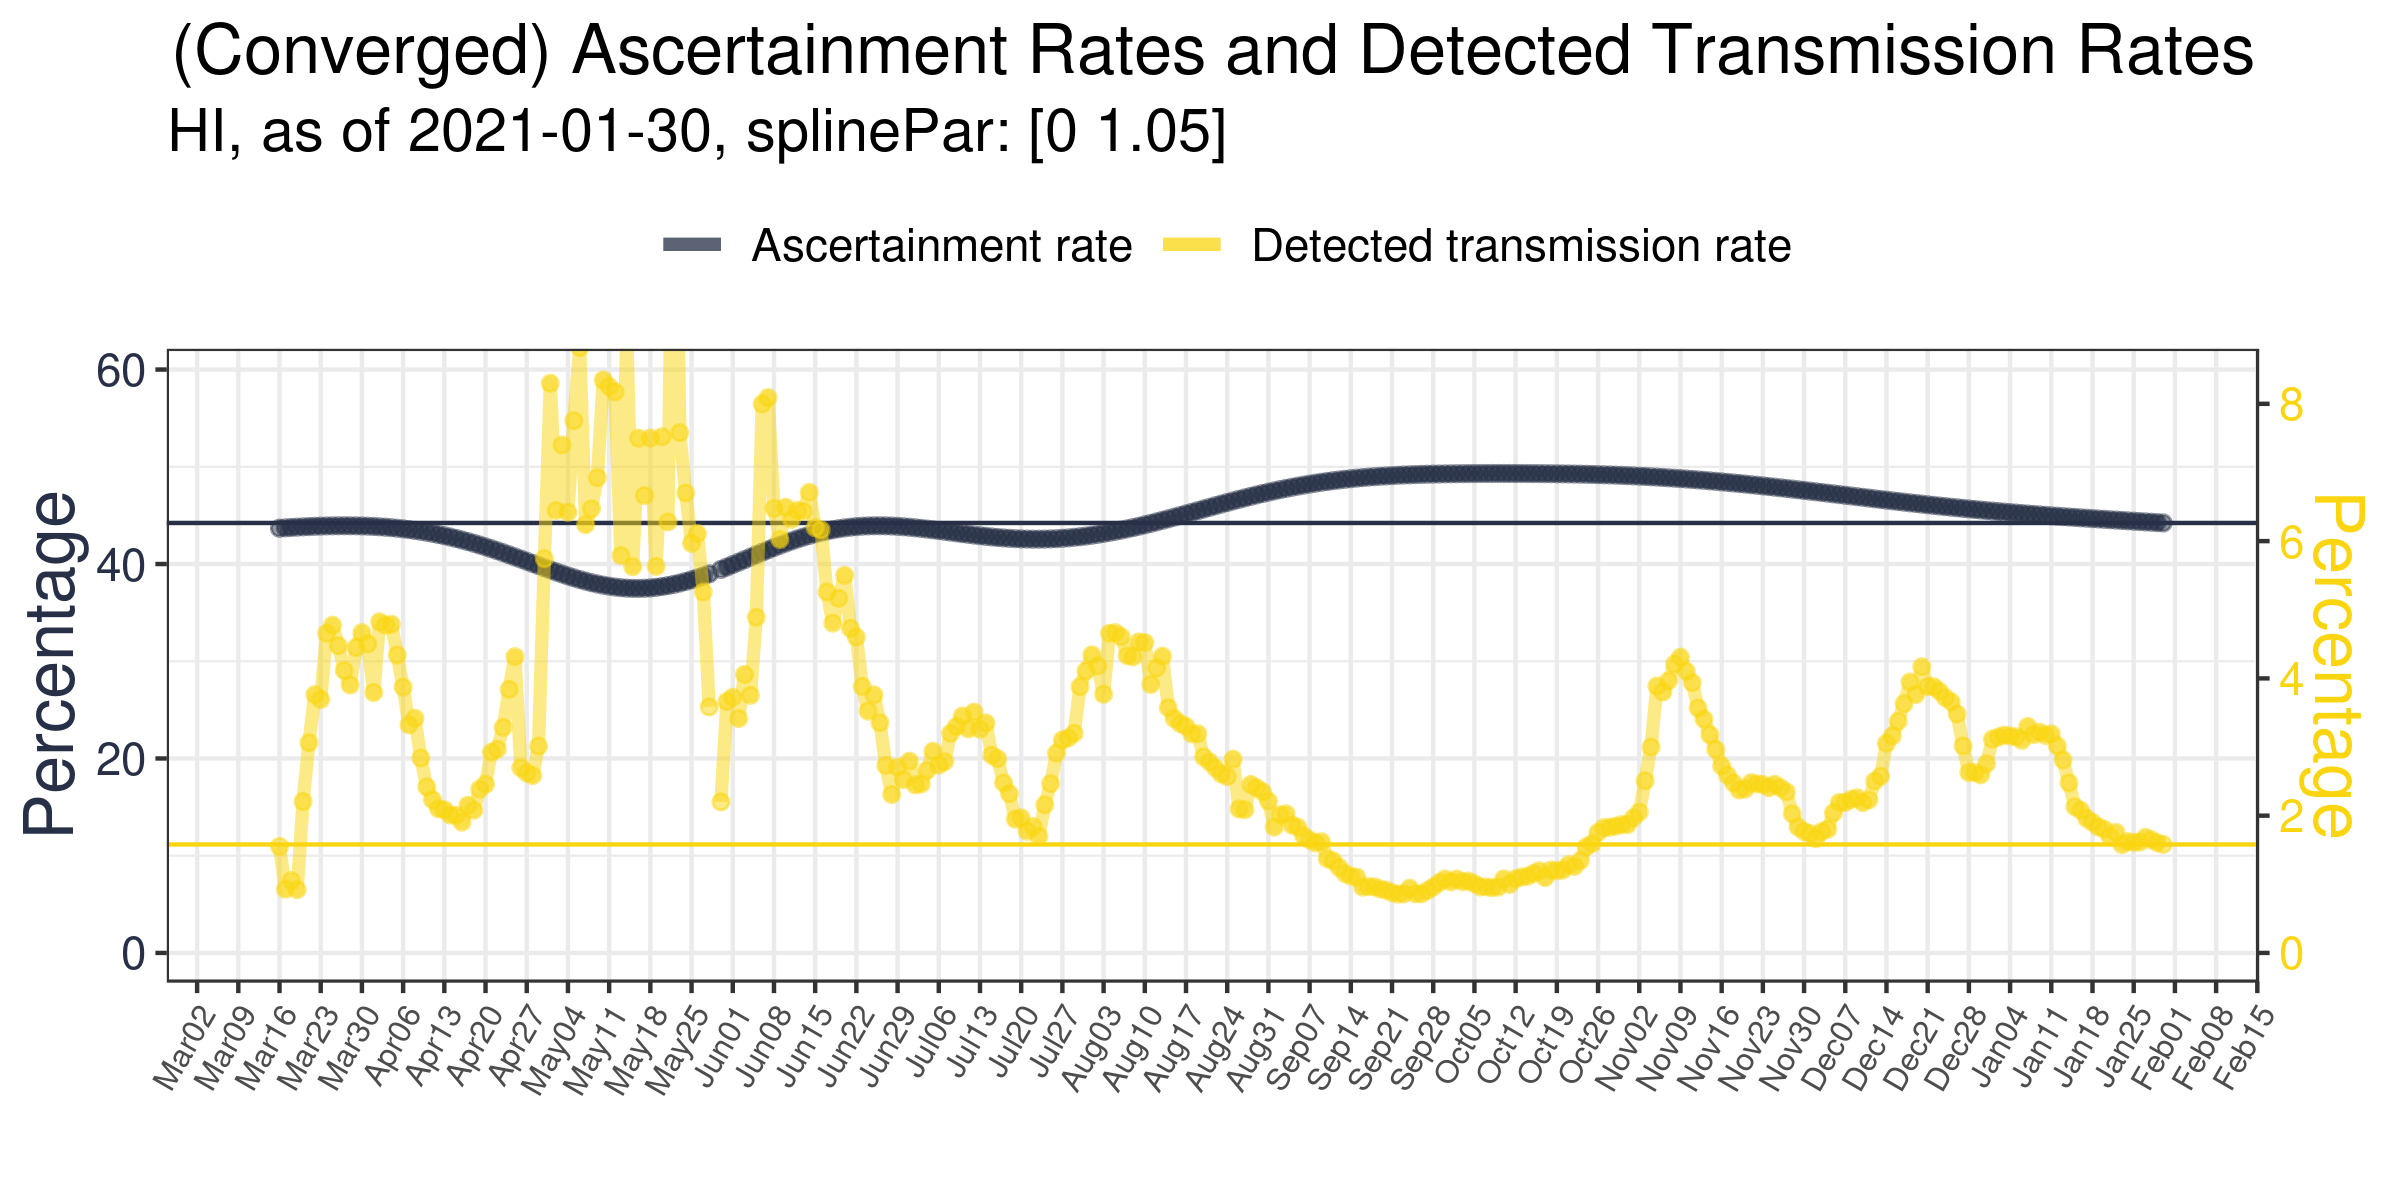 (Converged) Ascertainment Rates and Detected Transmission Rates
HI, as of 2021-01-30, splinePar: [0 1.05]
Ascertainment rate Detected transmission rate
Percentage
60
40
20
0
8
6
4
2
0
Percentage
Mar02 Mar09 Mar16 Mar23 Mar30 Apr06 Apr13 Apr20 Apr27 May04 May11 May18 May25 Jun01 Jun08 Jun15 Jun22 Jun29 Jul06 Jul13 Jul20 Jul27 Aug03 Aug10 Aug17 Aug24 Aug31 Sep07 Sep14 Sep21 Sep28 Oct05 Oct12 Oct19 Oct26 Nov02 Nov09 Nov16 Nov23 Nov30 Dec07 Dec14 Dec21 Dec28 Jan04 Jan11 Jan18 Jan25 Feb01 Feb08 Feb15